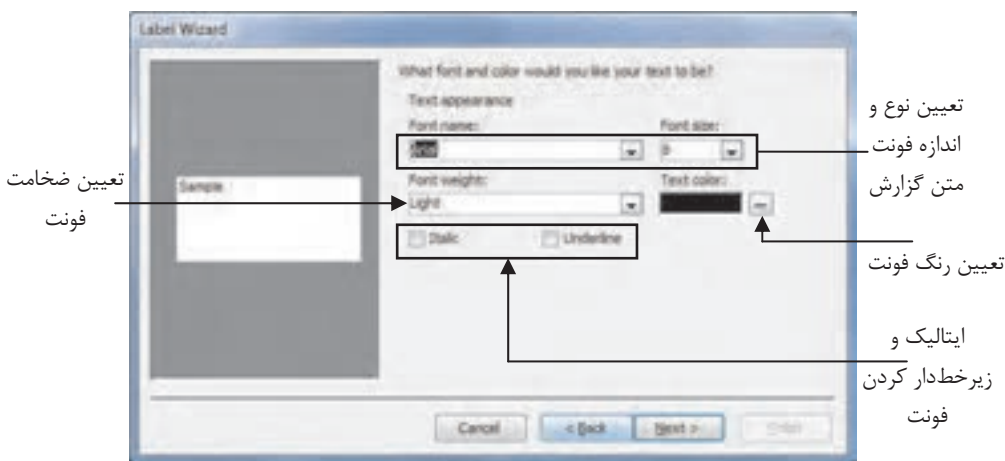 Label Wizard
What font and color would you like your text to be?
Text appearance
Font name:
Font size:
Arial
8
Font weight:
Text color:
Light
Italic
Underline
Sample
Cancel
< Back
Next >
تعیین نوع و
اندازه فونت
متن گزارش
تعیین ضخامت
فونت
تعیین رنگ فونت
ایتالیک و
زیرخط‌دار کردن
فونت